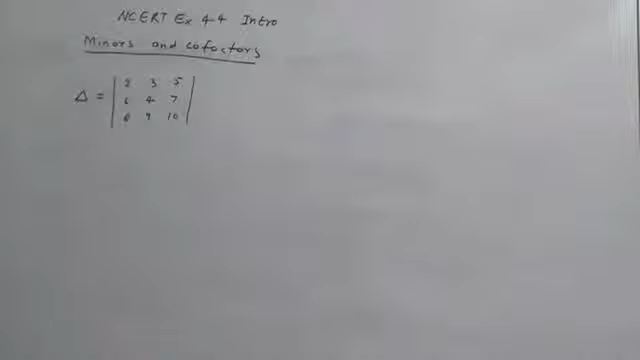 NCERT Ex 4.4 Intro
Minors and cofactors
2 3 5
Δ = 6 4 7
8 9 10